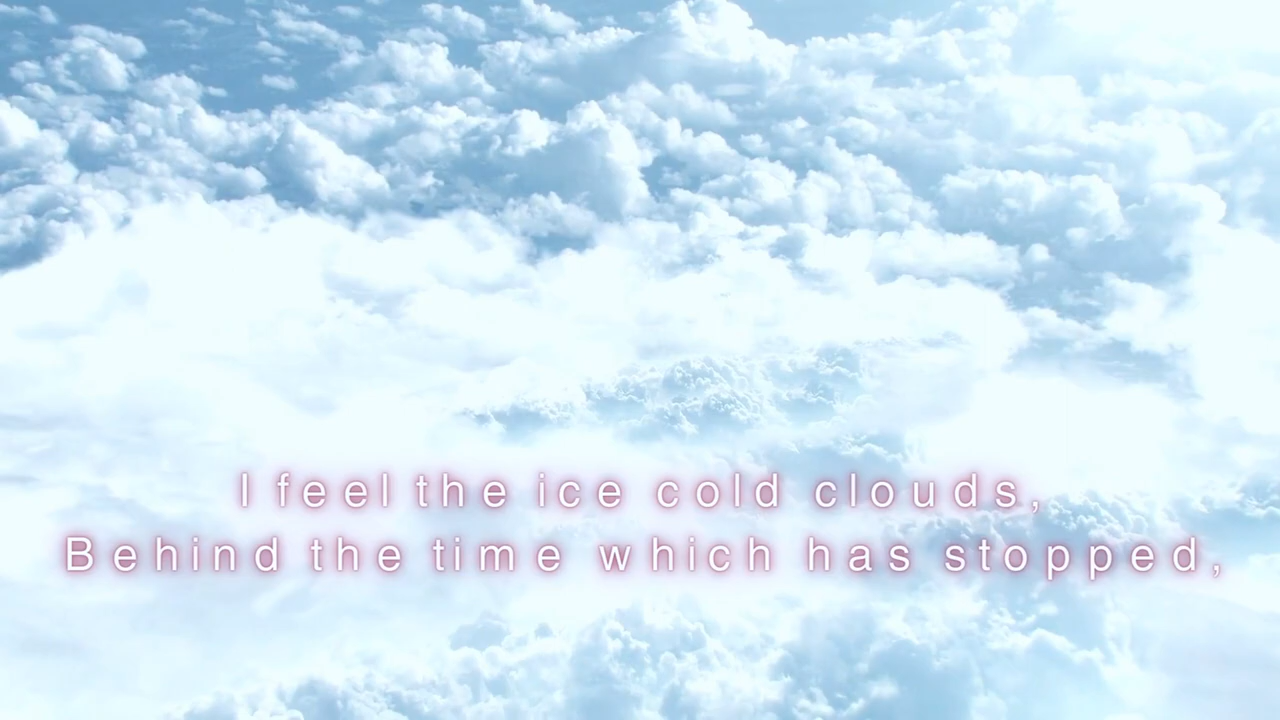 I feel the ice cold clouds,
Behind the time which has stopped,